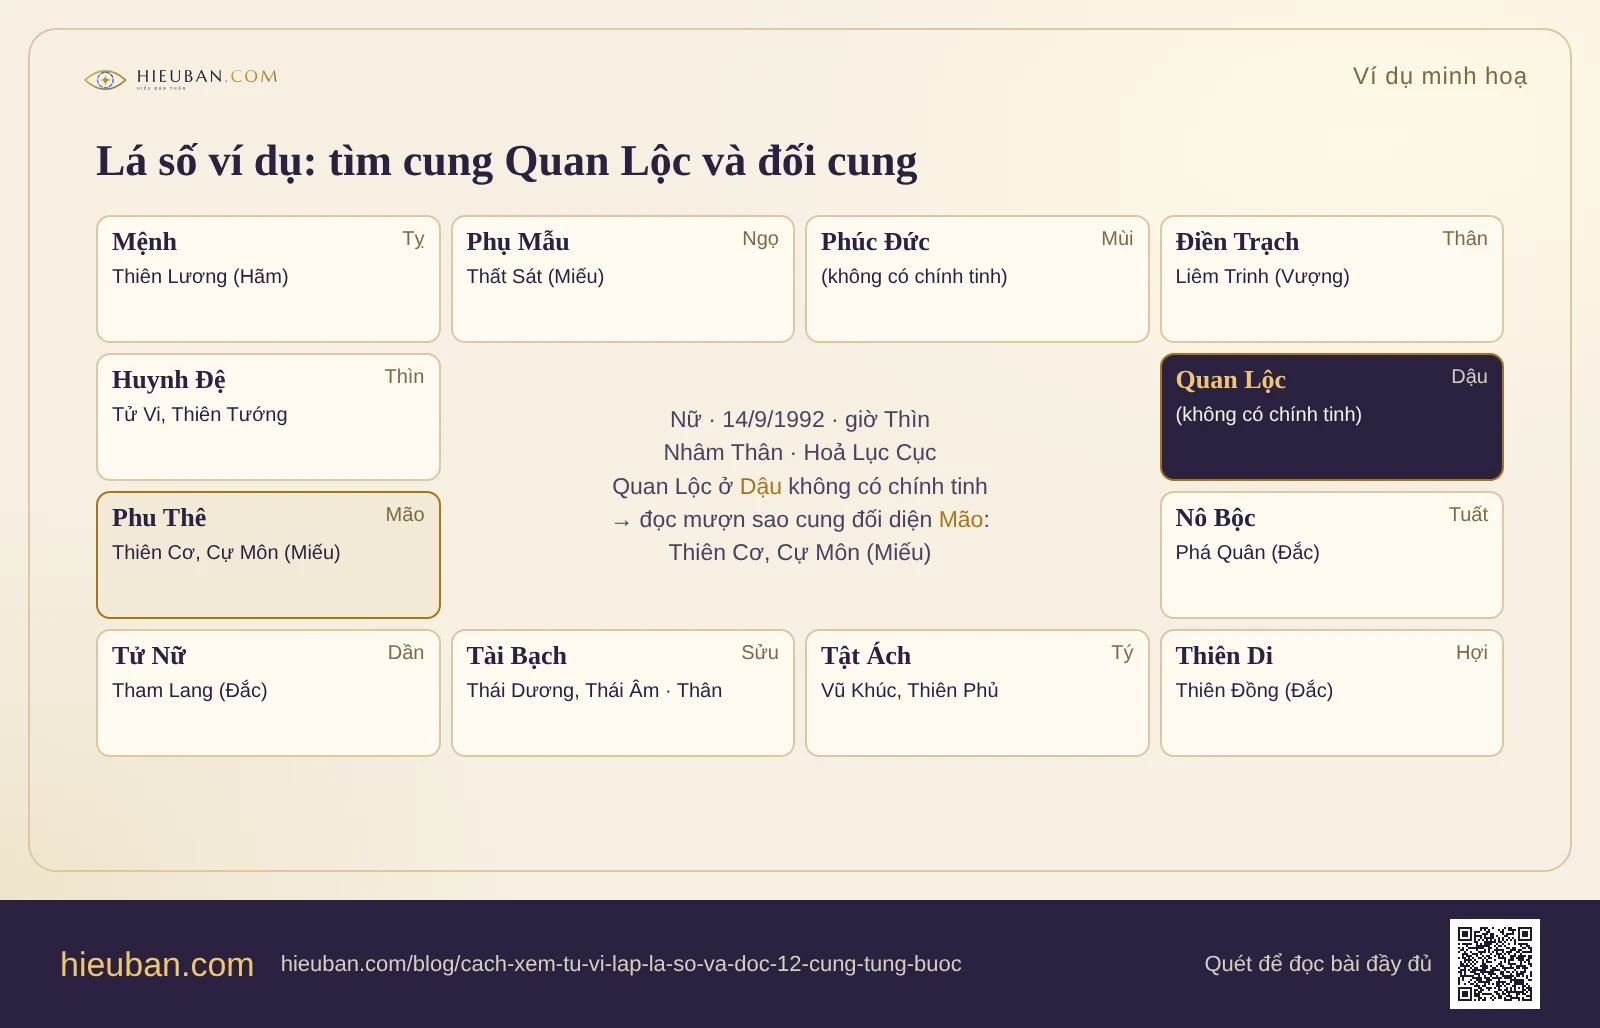 HIEUBAN.COM
HIỂU BẢN THÂN
Ví dụ minh hoạ
Lá số ví dụ: tìm cung Quan Lộc và đối cung
Mệnh Tỵ
Thiên Lương (Hãm)
Phụ Mẫu Ngọ
Thất Sát (Miếu)
Phúc Đức Mùi
(không có chính tinh)
Điền Trạch Thân
Liêm Trinh (Vượng)
Huynh Đệ Thìn
Tử Vi, Thiên Tướng
Nữ · 14/9/1992 · giờ Thìn
Nhâm Thân · Hoả Lục Cục
Quan Lộc ở Dậu không có chính tinh
→ đọc mượn sao cung đối diện Mão:
Thiên Cơ, Cự Môn (Miếu)
Quan Lộc Dậu
(không có chính tinh)
Phu Thê Mão
Thiên Cơ, Cự Môn (Miếu)
Nô Bộc Tuất
Phá Quân (Đắc)
Tử Nữ Dần
Tham Lang (Đắc)
Tài Bạch Sửu
Thái Dương, Thái Âm · Thân
Tật Ách Tý
Vũ Khúc, Thiên Phủ
Thiên Di Hợi
Thiên Đồng (Đắc)
hieuban.com
hieuban.com/blog/cach-xem-tu-vi-lap-la-so-va-doc-12-cung-tung-buoc
Quét để đọc bài đầy đủ